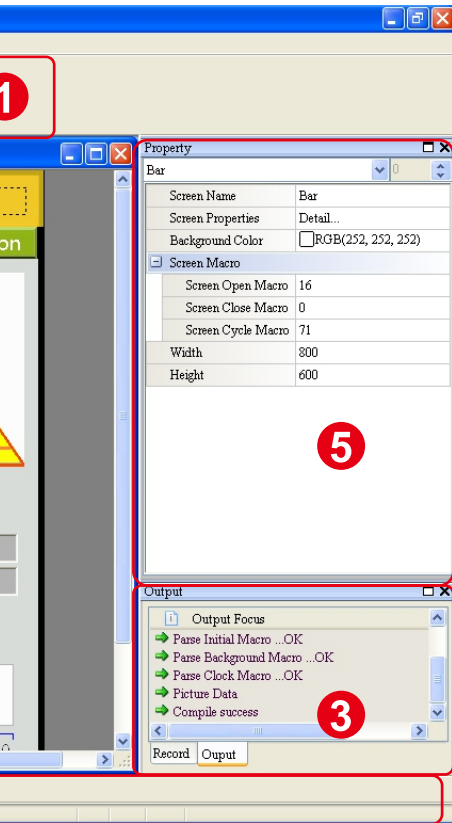 1
on
Property
Bar
0
Screen Name Bar
Screen Properties Detail...
Background Color RGB(252, 252, 252)
Screen Macro
Screen Open Macro 16
Screen Close Macro 0
Screen Cycle Macro 71
Width 800
Height 600
5
Output
Output Focus
Parse Initial Macro ...OK
Parse Background Macro ...OK
Parse Clock Macro ...OK
Picture Data
Compile success
3
Record Ouput